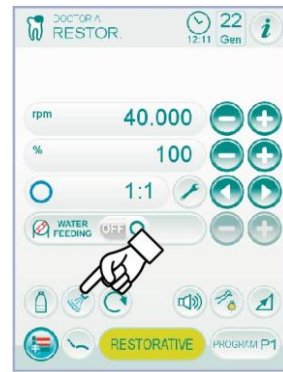 DOCTOR A
RESTOR.
12:11
22
Gen
i
rpm 40.000
% 100
1:1
WATER FEEDING OFF
RESTORATIVE
PROGRAM P1